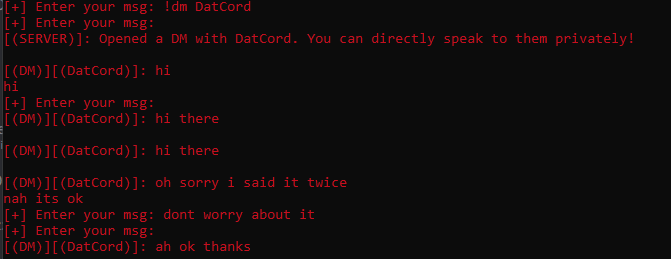 [+] Enter your msg: !dm DatCord
[+] Enter your msg:
[(SERVER)]: Opened a DM with DatCord. You can directly speak to them privately!
[(DM)][(DatCord)]: hi
hi
[+] Enter your msg:
[(DM)][(DatCord)]: hi there
[(DM)][(DatCord)]: hi there
[(DM)][(DatCord)]: oh sorry i said it twice
nah its ok
[+] Enter your msg: dont worry about it
[+] Enter your msg:
[(DM)][(DatCord)]: ah ok thanks